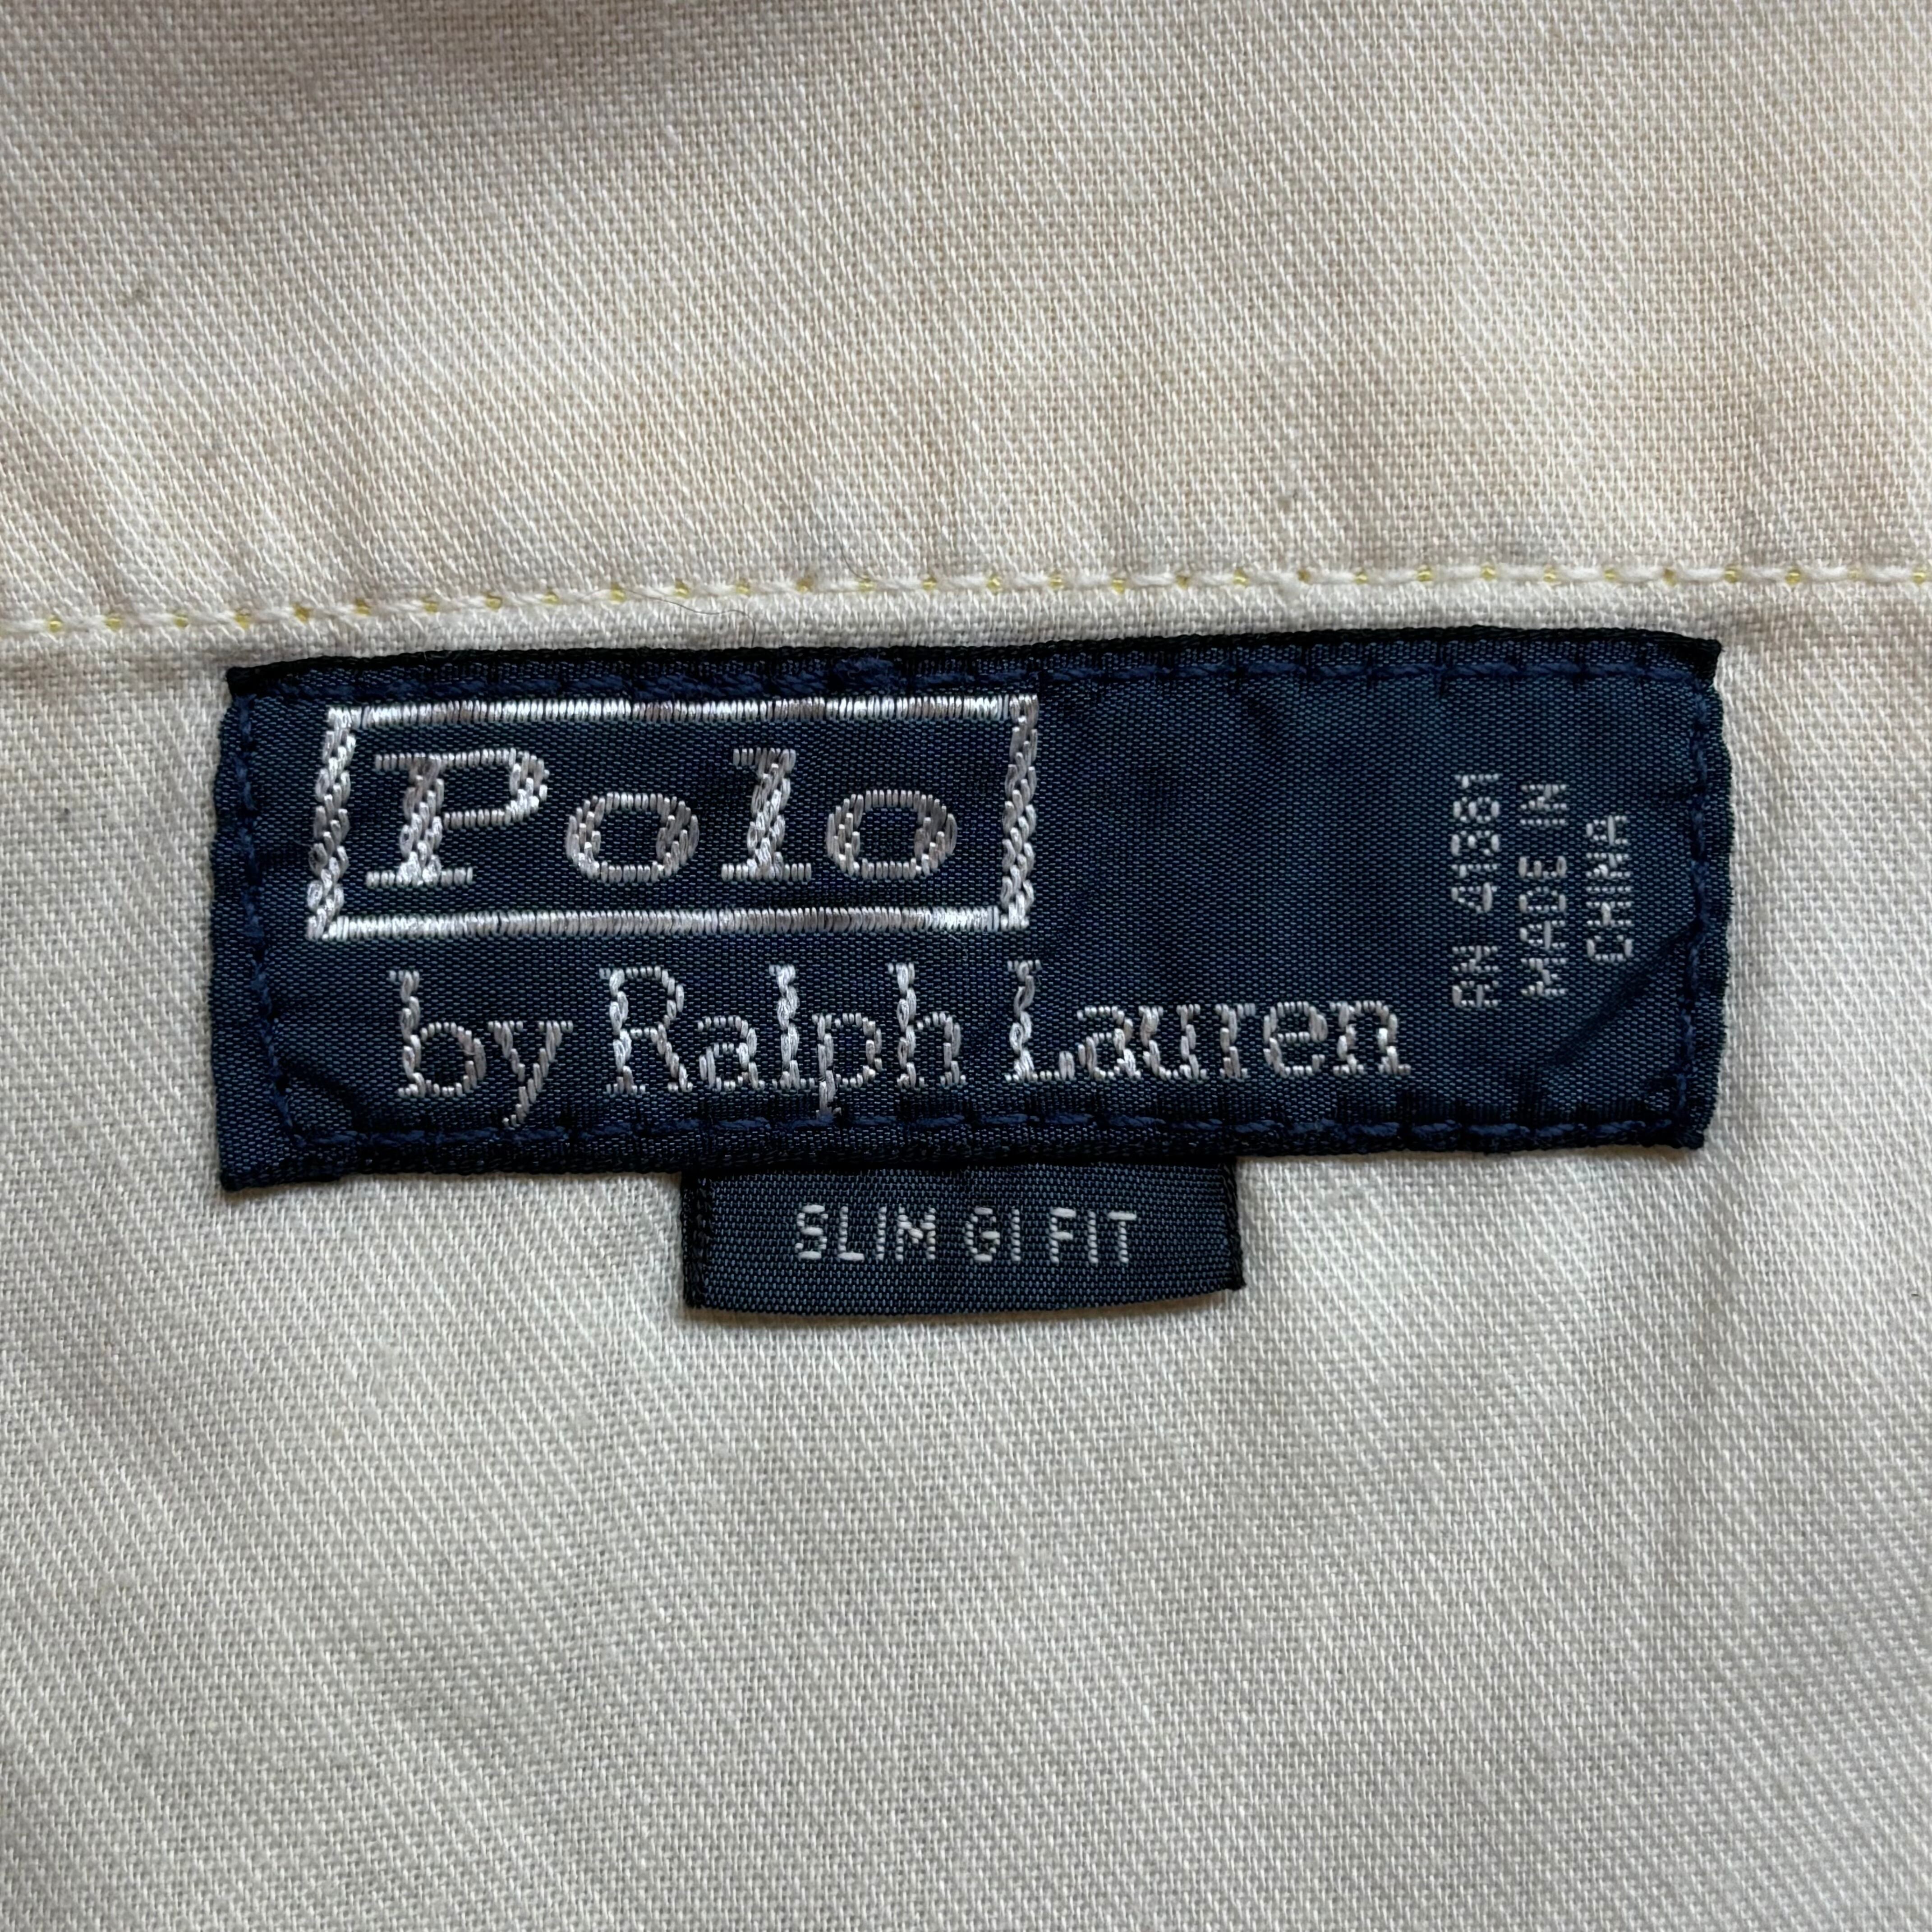 Polo
by Ralph Lauren
RN 41381
MADE IN
CHINA
SLIM GI FIT